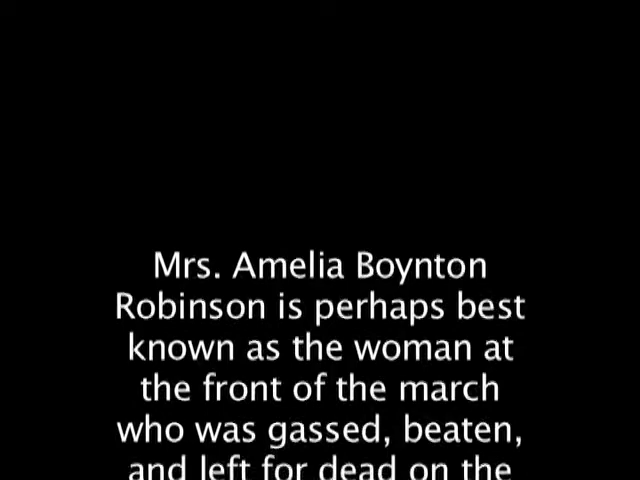 Mrs. Amelia Boynton
Robinson is perhaps best
known as the woman at
the front of the march
who was gassed, beaten,
and left for dead on the